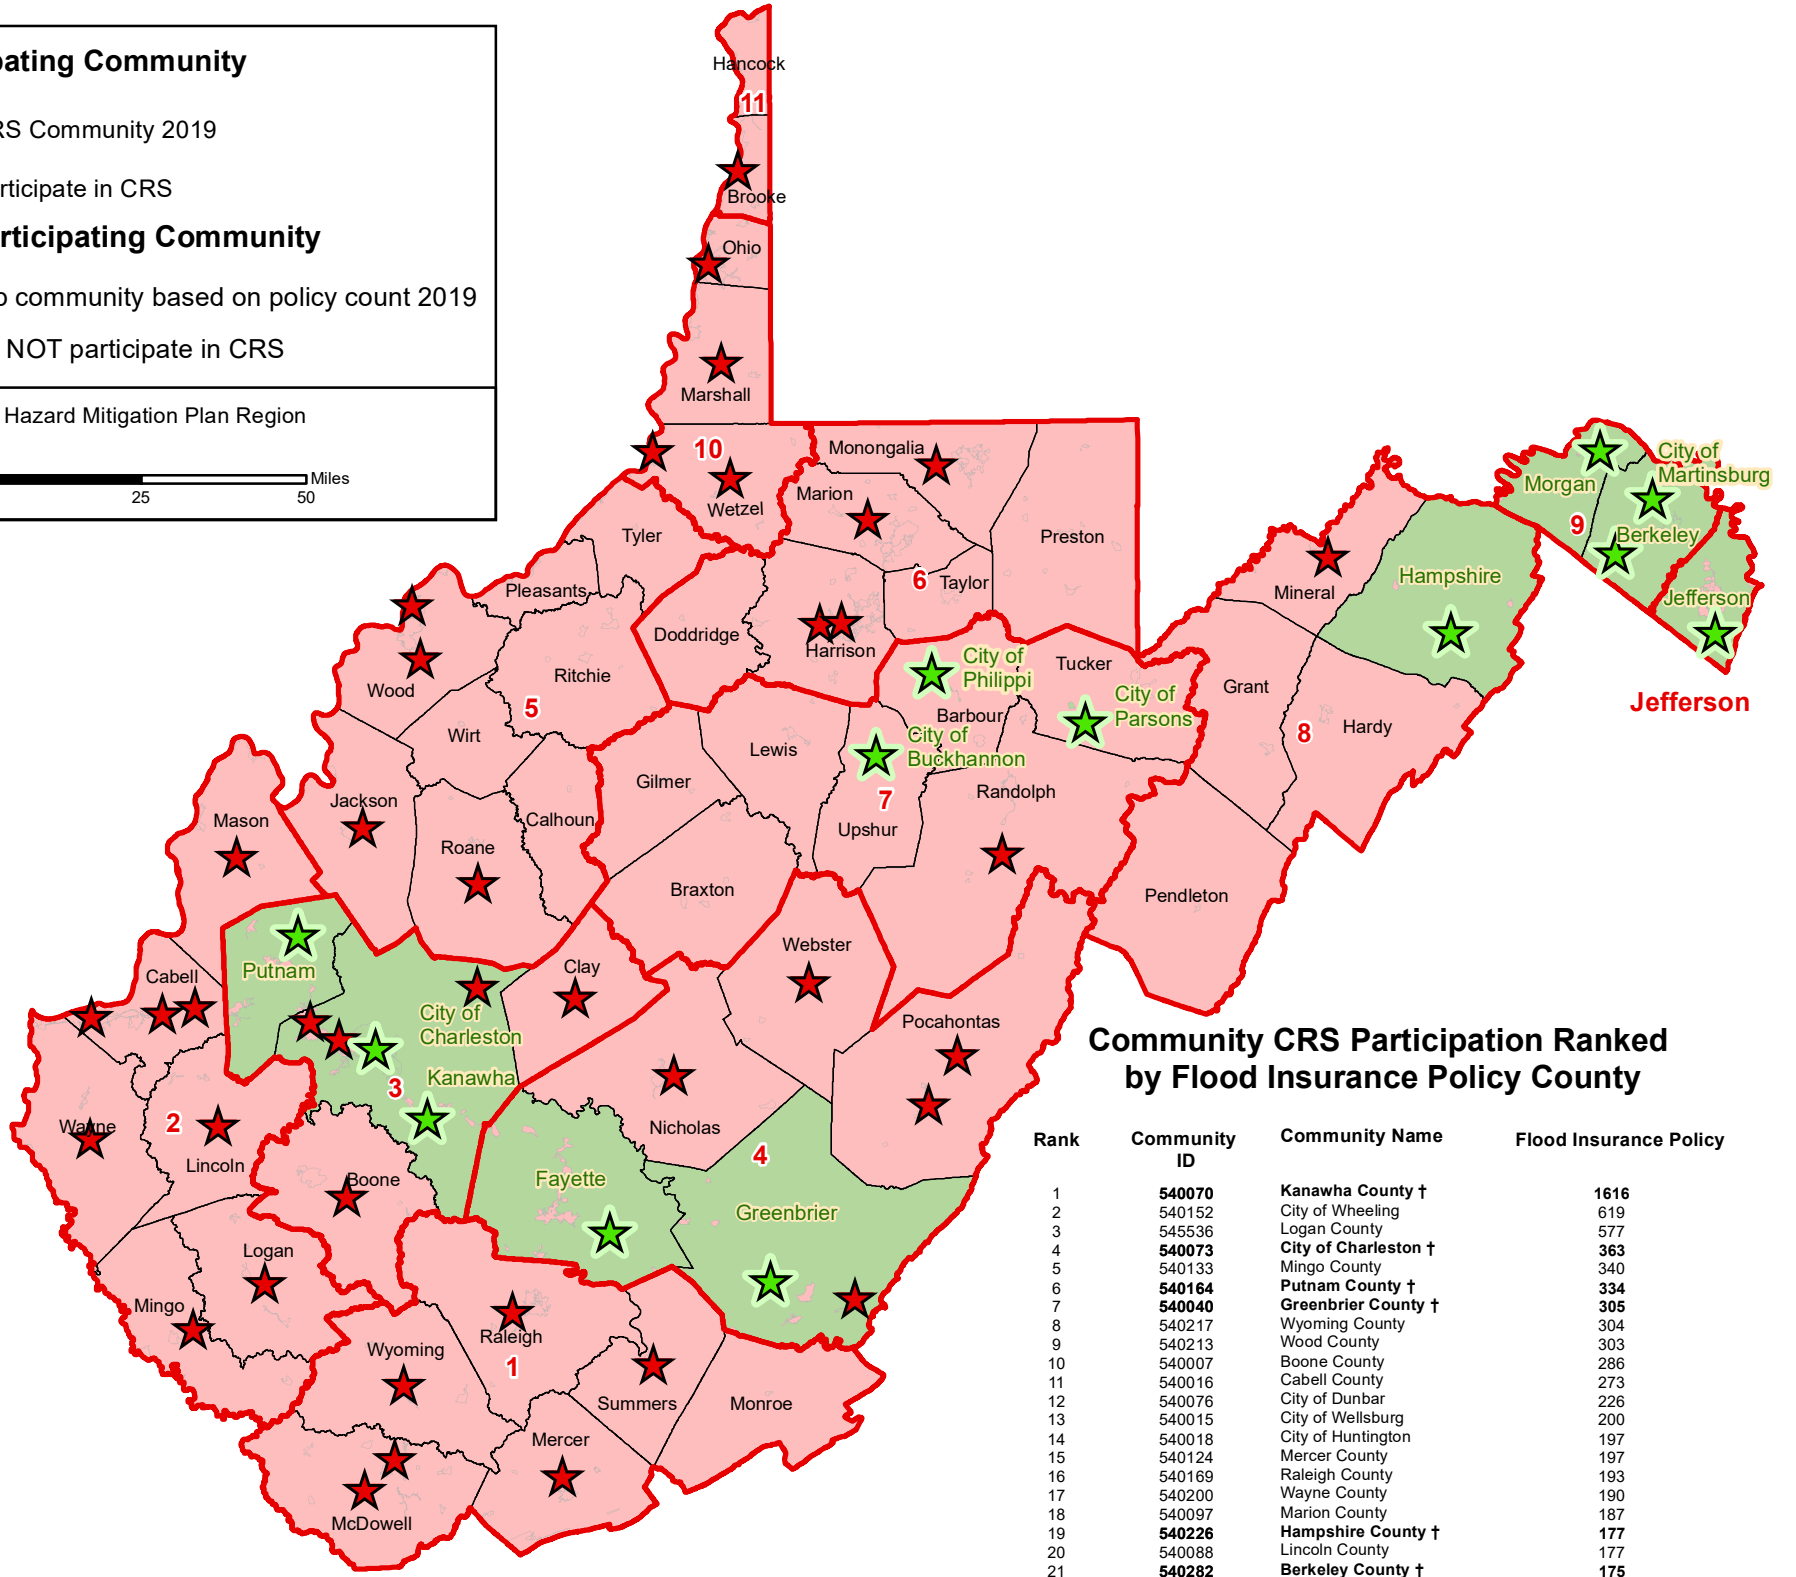 pating Community
RS Community 2019
rticipate in CRS
rticipating Community
o community based on policy count 2019
NOT participate in CRS
Hazard Mitigation Plan Region
Miles
25
50
Hancock
11
Brooke
Ohio
Marshall
10
Wetzel
Monongalia
Marion
Preston
Tyler
Pleasants
6
Taylor
Doddridge
Harrison
Ritchie
Wood
5
Wirt
City of
Philippi
Tucker
City of
Parsons
Barbour
City of
Buckhannon
Lewis
Gilmer
7
Upshur
Randolph
Mineral
Hampshire
Grant
8
Hardy
Pendleton
Morgan
City of
Martinsburg
9
Berkeley
Jefferson
Jefferson
Jackson
Calhoun
Mason
Roane
Braxton
Webster
Clay
Putnam
Cabell
City of
Charleston
Kanawha
3
Pocahontas
Nicholas
4
Wayne
2
Lincoln
Boone
Fayette
Greenbrier
Logan
Mingo
Raleigh
1
Wyoming
Summers
Monroe
Mercer
McDowell
Community CRS Participation Ranked
by Flood Insurance Policy County
Rank Community ID Community Name Flood Insurance Policy
1 540070 Kanawha County † 1616
2 540152 City of Wheeling 619
3 545536 Logan County 577
4 540073 City of Charleston † 363
5 540133 Mingo County 340
6 540164 Putnam County † 334
7 540040 Greenbrier County † 305
8 540217 Wyoming County 304
9 540213 Wood County 303
10 540007 Boone County 286
11 540016 Cabell County 273
12 540076 City of Dunbar 226
13 540015 City of Wellsburg 200
14 540018 City of Huntington 197
15 540124 Mercer County 197
16 540169 Raleigh County 193
17 540200 Wayne County 190
18 540097 Marion County 187
19 540226 Hampshire County † 177
20 540088 Lincoln County 177
21 540282 Berkeley County † 175